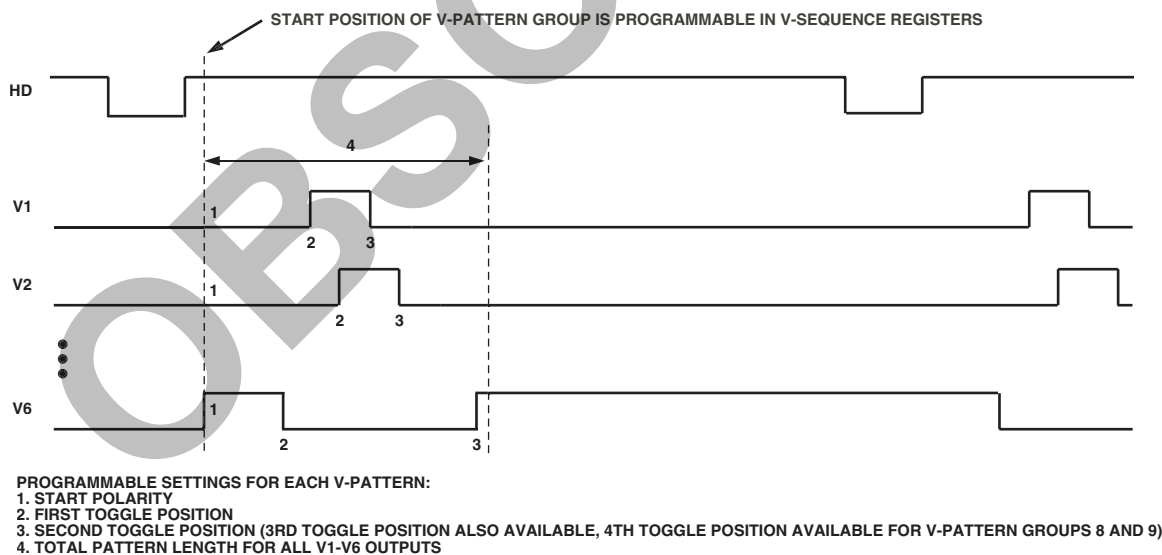 START POSITION OF V-PATTERN GROUP IS PROGRAMMABLE IN V-SEQUENCE REGISTERS
HD
4
V1
1
2
3
V2
1
2
3
V6
1
2
3
PROGRAMMABLE SETTINGS FOR EACH V-PATTERN:
1. START POLARITY
2. FIRST TOGGLE POSITION
3. SECOND TOGGLE POSITION (3RD TOGGLE POSITION ALSO AVAILABLE, 4TH TOGGLE POSITION AVAILABLE FOR V-PATTERN GROUPS 8 AND 9)
4. TOTAL PATTERN LENGTH FOR ALL V1-V6 OUTPUTS
OBSO